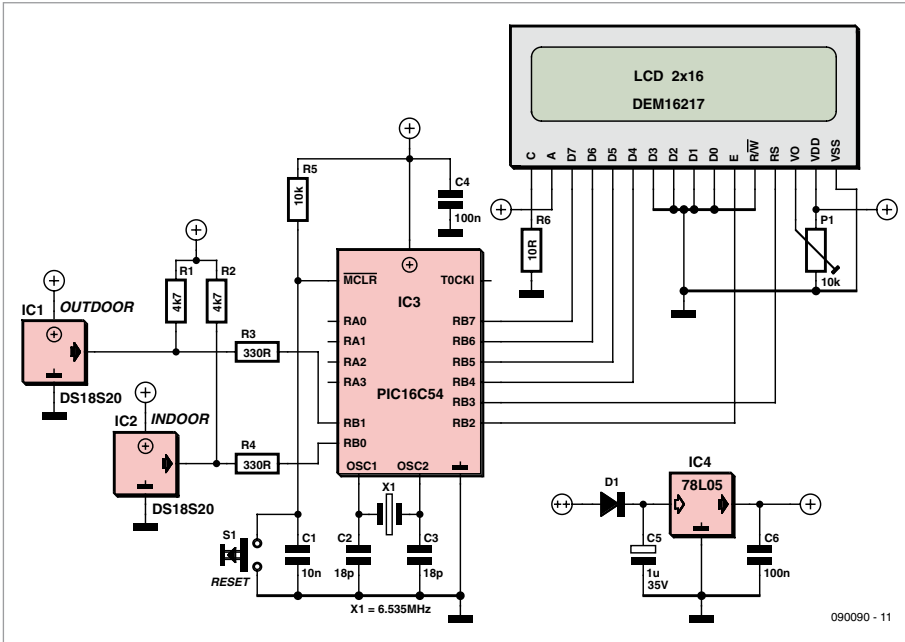 LCD 2x16
DEM16217
C A D7 D6 D5 D4 D3 D2 D1 D0 E R/W RS VO VDD VSS
R5
10k
C4
100n
R6
10R
P1
10k
R1
4k7
R2
4k7
IC1
OUTDOOR
DS18S20
IC2
INDOOR
DS18S20
R3
330R
R4
330R
MCLR
T0CKI
IC3
RA0
RA1
RA2
RA3
PIC16C54
RB7
RB6
RB5
RB4
RB3
RB2
RB1
RB0
OSC1 OSC2
X1
S1
RESET
C1
10n
C2
18p
C3
18p
X1 = 6.535MHz
D1
IC4
78L05
C5
1u
35V
C6
100n
090090 - 11